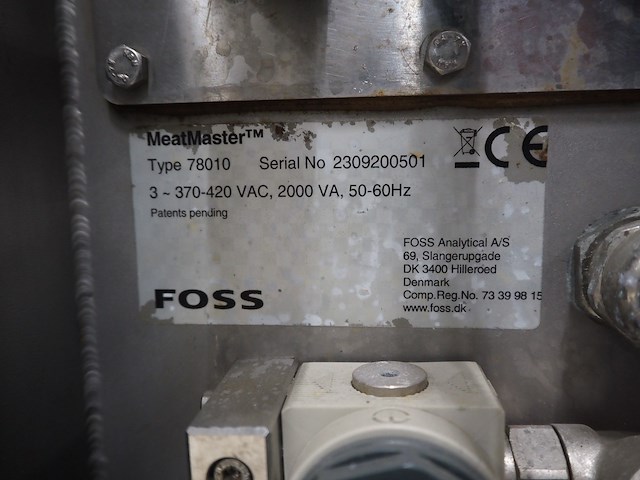 MeatMaster™
Type 78010 Serial No 2309200501
3 ~ 370-420 VAC, 2000 VA, 50-60Hz
Patents pending
CE
FOSS Analytical A/S
69, Slangerupgade
DK 3400 Hilleroed
Denmark
Comp.Reg.No. 73 39 98 15
www.foss.dk
FOSS